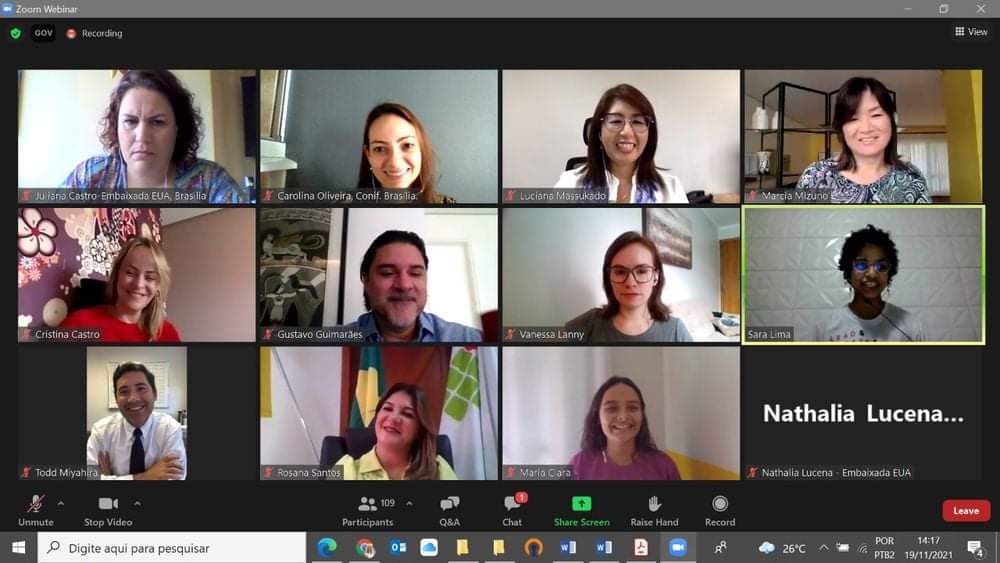 Zoom Webinar
GOV
Recording
View
Juliana Castro-Embaixada EUA, Brasília
Carolina Oliveira, Conif. Brasília.
Luciana Massukado
Marcia Mizuno
Cristina Castro
Gustavo Guimarães
Vanessa Lanny
Sara Lima
Todd Miyahira
Rosana Santos
Maria Clara
Nathalia Lucena...
Nathalia Lucena - Embaixada EUA
109
1
Unmute
Stop Video
Participants
Q&A
Chat
Share Screen
Raise Hand
Record
Leave
Digite aqui para pesquisar
26°C
POR
PTB2
14:17
19/11/2021
4